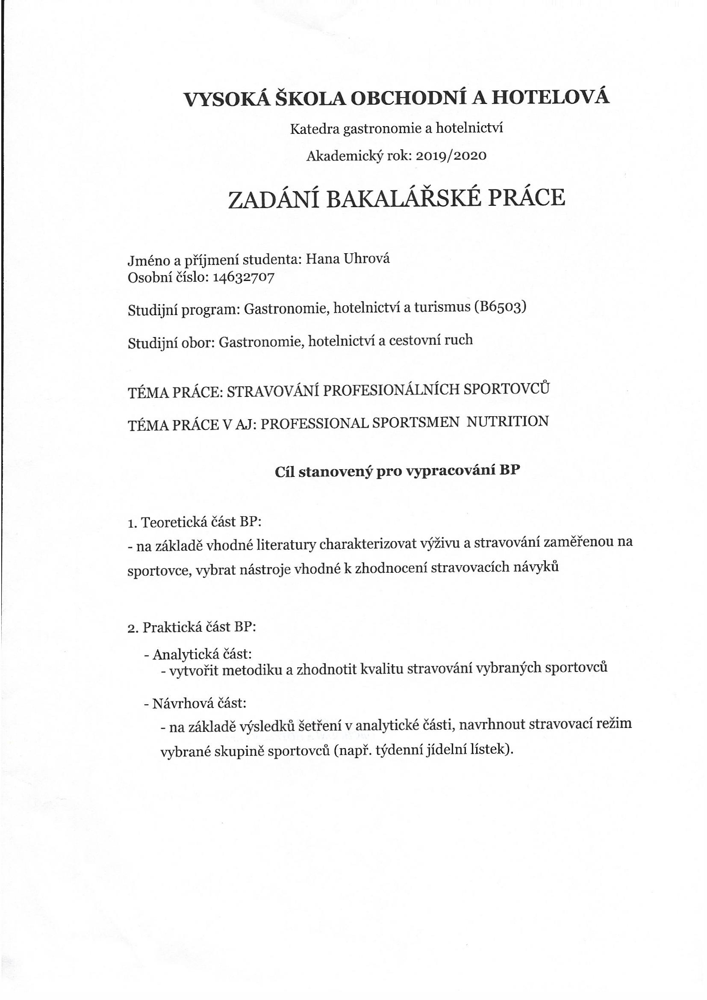 VYSOKÁ ŠKOLA OBCHODNÍ A HOTELOVÁ
Katedra gastronomie a hotelnictví
Akademický rok: 2019/2020
ZADÁNÍ BAKALÁŘSKÉ PRÁCE
Jméno a příjmení studenta: Hana Uhrová
Osobní číslo: 14632707
Studijní program: Gastronomie, hotelnictví a turismus (B6503)
Studijní obor: Gastronomie, hotelnictví a cestovní ruch
TÉMA PRÁCE: STRAVOVÁNÍ PROFESIONÁLNÍCH SPORTOVCŮ
TÉMA PRÁCE V AJ: PROFESSIONAL SPORTSMEN NUTRITION
Cíl stanovený pro vypracování BP
1. Teoretická část BP:
- na základě vhodné literatury charakterizovat výživu a stravování zaměřenou na
sportovce, vybrat nástroje vhodné k zhodnocení stravovacích návyků
2. Praktická část BP:
- Analytická část:
- vytvořit metodiku a zhodnotit kvalitu stravování vybraných sportovců
- Návrhová část:
- na základě výsledků šetření v analytické části, navrhnout stravovací režim
vybrané skupině sportovců (např. týdenní jídelní lístek).